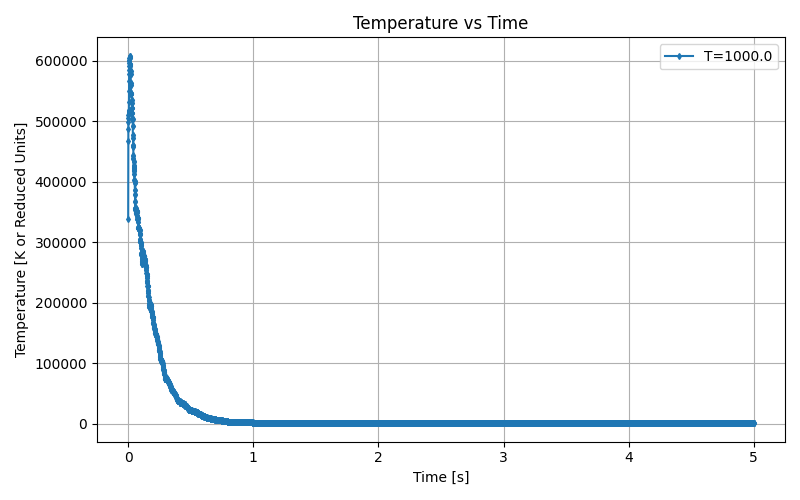 Temperature vs Time
T=1000.0
Temperature [K or Reduced Units]
600000
500000
400000
300000
200000
100000
0
0 1 2 3 4 5
Time [s]